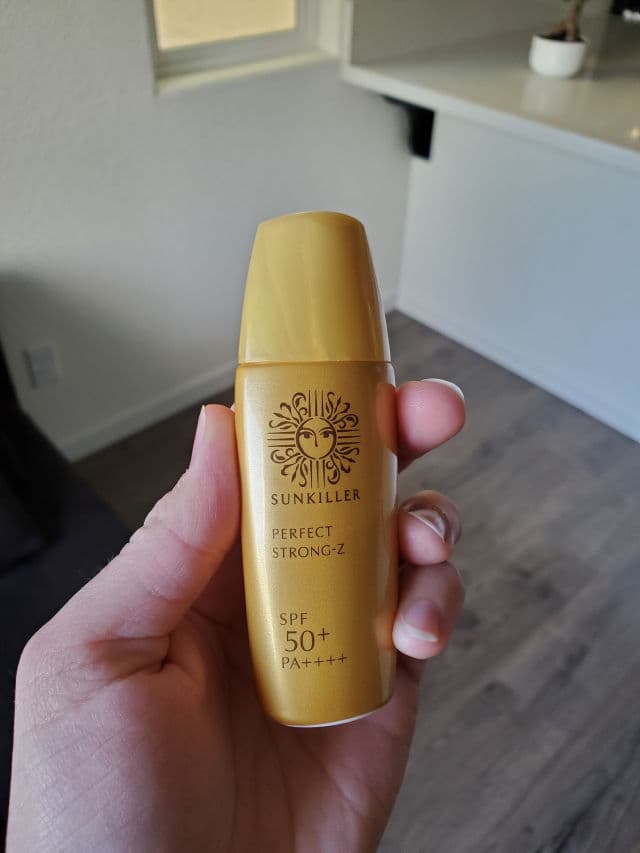 SUNKILLER
PERFECT
STRONG-Z
SPF
50+
PA++++